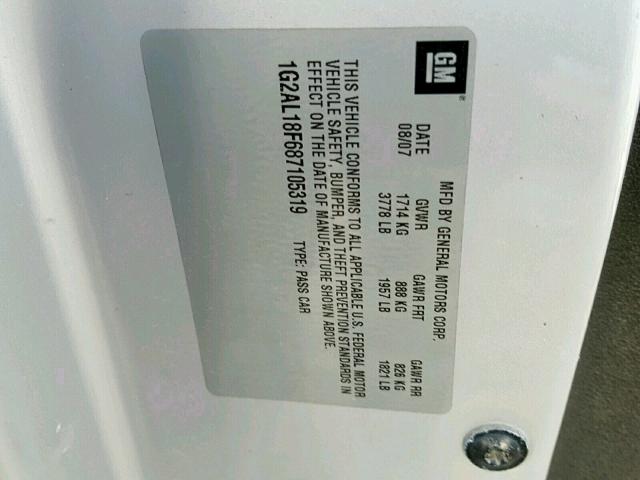 GM
MFD BY GENERAL MOTORS CORP.
DATE GVWR GAWR FRT GAWR RR
08/07 1714 KG 888 KG 826 KG
3778 LB 1957 LB 1821 LB
THIS VEHICLE CONFORMS TO ALL APPLICABLE U.S. FEDERAL MOTOR
VEHICLE SAFETY, BUMPER, AND THEFT PREVENTION STANDARDS IN
EFFECT ON THE DATE OF MANUFACTURE SHOWN ABOVE.
1G2AL18F687105319 TYPE: PASS CAR